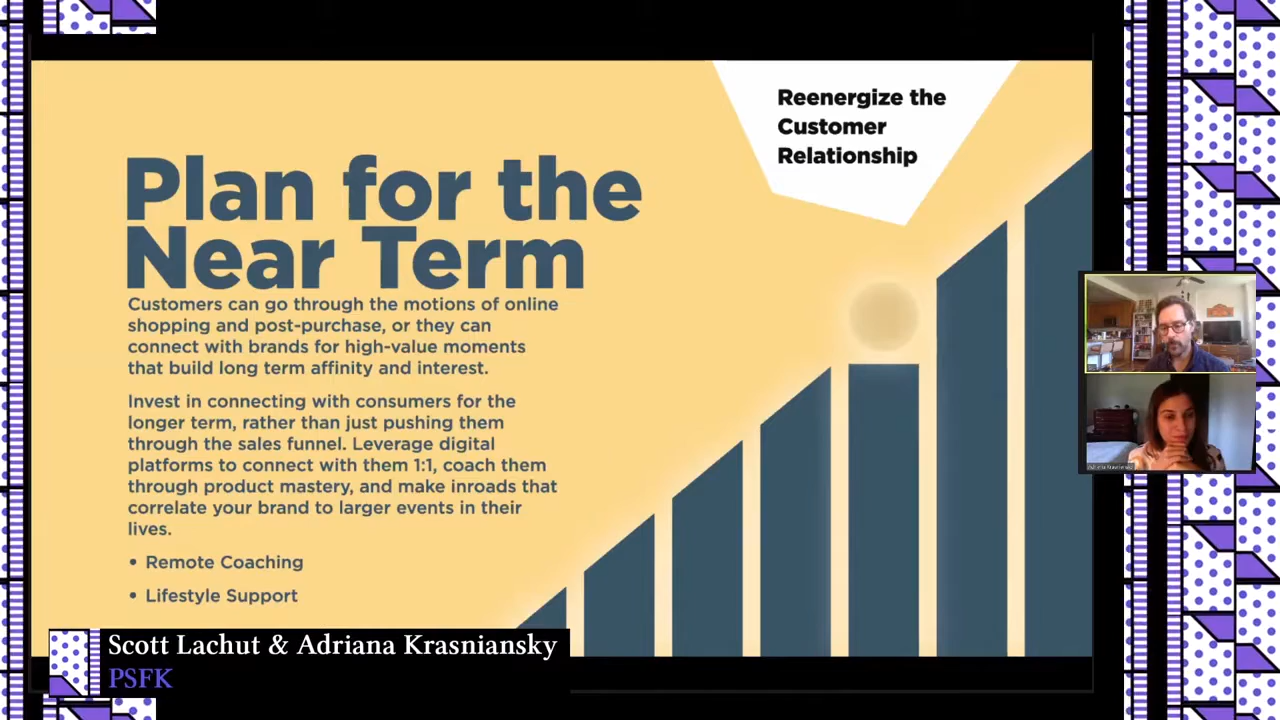 Reenergize the
Customer
Relationship
Plan for the
Near Term
Customers can go through the motions of online
shopping and post-purchase, or they can
connect with brands for high-value moments
that build long term affinity and interest.
Invest in connecting with consumers for the
longer term, rather than just pushing them
through the sales funnel. Leverage digital
platforms to connect with them 1:1, coach them
through product mastery, and make inroads that
correlate your brand to larger events in their
lives.
• Remote Coaching
• Lifestyle Support
Scott Lachut & Adriana Krasniansky
PSFK